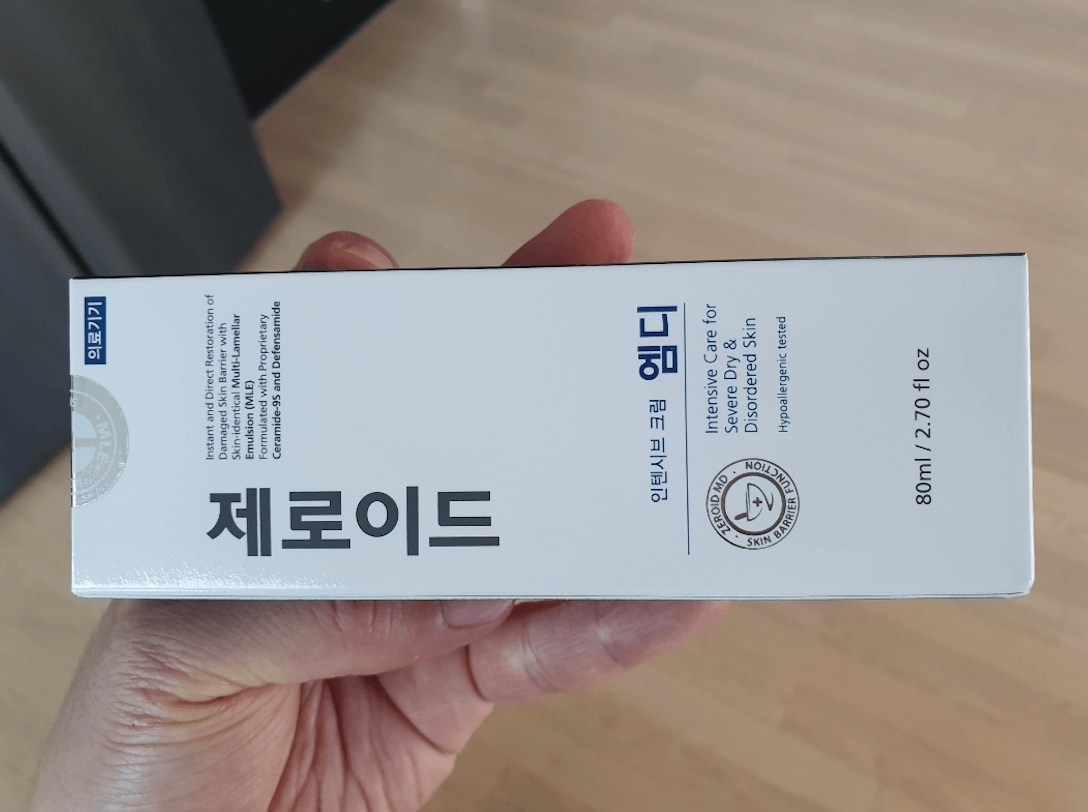 의료기기
MLE
Instant and Direct Restoration of
Damaged Skin Barrier with
Skin-identical Multi-Lamellar
Emulsion (MLE)
Formulated with Proprietary
Ceramide-9S and Defensamide
제로이드
인텐시브 크림 엠디
Intensive Care for
Severe Dry &
Disordered Skin
Hypoallergenic tested
ZEROID MD · SKIN BARRIER FUNCTION ·
80ml / 2.70 fl oz